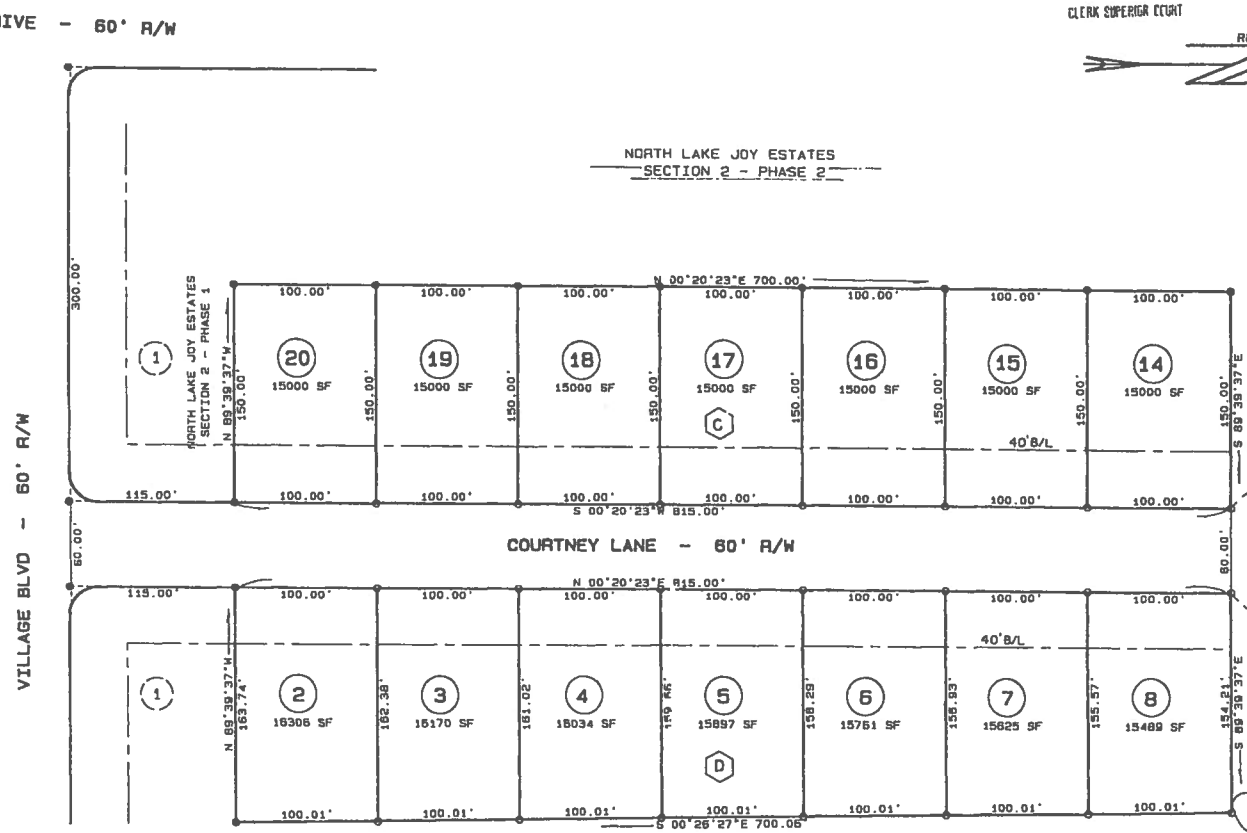 IVE - 60' R/W
CLERK SUPERIOR COURT
NORTH LAKE JOY ESTATES
SECTION 2 - PHASE 2
300.00'
NORTH LAKE JOY ESTATES
SECTION 2 - PHASE 1
N 00°20'23"E 700.00'
100.00' 100.00' 100.00' 100.00' 100.00' 100.00' 100.00'
1
N 89°39'37"W
150.00' 150.00' 150.00' 150.00' 150.00' 150.00' 150.00' 150.00'
S 89°39'37"E
20 19 18 17 16 15 14
15000 SF 15000 SF 15000 SF 15000 SF 15000 SF 15000 SF 15000 SF
C
40'B/L
115.00' 100.00' 100.00' 100.00' 100.00' 100.00' 100.00' 100.00'
S 00°20'23"W 815.00'
VILLAGE BLVD - 60' R/W
60.00'
COURTNEY LANE - 60' R/W
60.00'
N 00°20'23"E 815.00'
115.00' 100.00' 100.00' 100.00' 100.00' 100.00' 100.00' 100.00'
40'B/L
1
N 89°39'37"W
163.74' 162.38' 161.02' 159.66' 158.29' 156.93' 155.57' 154.21'
S 89°39'37"E
2 3 4 5 6 7 8
16306 SF 16170 SF 16034 SF 15897 SF 15761 SF 15625 SF 15489 SF
D
100.01' 100.01' 100.01' 100.01' 100.01' 100.01' 100.01'
S 00°26'27"E 700.06'